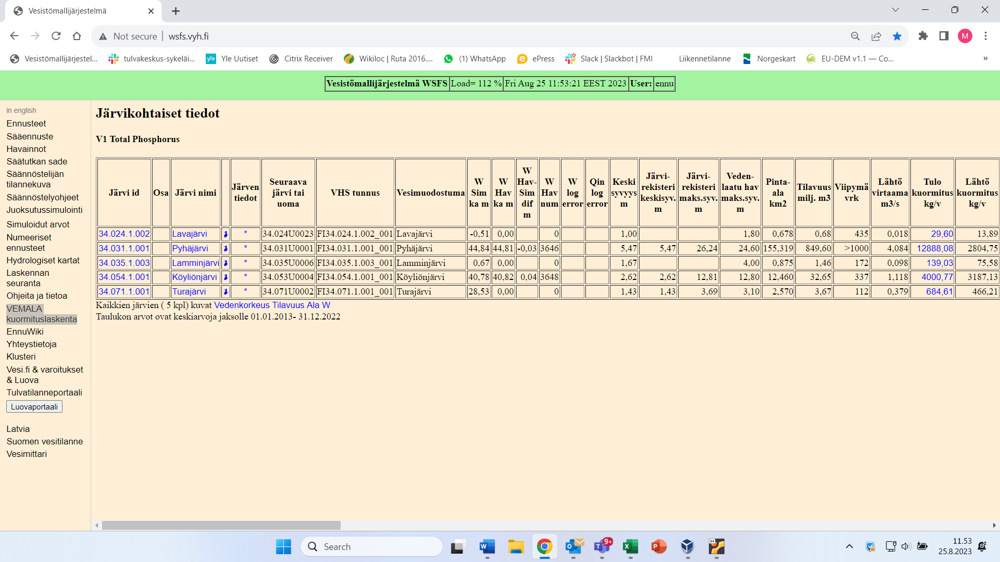 Vesistömallijärjestelmä
Not secure | wsfs.vyh.fi
M
Vesistömallijärjestel... tulvakeskus-sykeläi... yle Yle Uutiset Citrix Receiver Wikiloc | Ruta 2016.... (1) WhatsApp ePress Slack | Slackbot | FMI Liikennetilanne Norgeskart EU-DEM v1.1 — Co... »
Vesistömallijärjestelmä WSFS Load= 112 % Fri Aug 25 11:53:21 EEST 2023 User: ennu
in english
Ennusteet
Sääennuste
Havainnot
Säätutkan sade
Säännöstelijän
tilannekuva
Säännöstelyohjeet
Juoksutussimulointi
Simuloidut arvot
Numeeriset
ennusteet
Hydrologiset kartat
Laskennan
seuranta
Ohjeita ja tietoa
VEMALA
kuormituslaskenta
EnnuWiki
Yhteystietoja
Klusteri
Vesi.fi & varoitukset
& Luova
Tulvatilanneportaali
Luovaportaali
Latvia
Suomen vesitilanne
Vesimittari
Järvikohtaiset tiedot
V1 Total Phosphorus
Järvi id
Osa
Järvi nimi
Järven
tiedot
Seuraava
järvi tai
uoma
VHS tunnus
Vesimuodostuma
W
Sim
ka m
W
Hav
ka m
W
Hav-
Sim
dif
m
W
Hav
num
W
log
error
Qin
log
error
Keski
syvyys
m
Järvi-
rekisteri
keskisyv.
m
Järvi-
rekisteri
maks.syv.
m
Veden-
laatu hav
maks.syv.
m
Pinta-
ala
km2
Tilavuus
milj. m3
Viipymä
vrk
Lähtö
virtaama
m3/s
Tulo
kuormitus
kg/v
Lähtö
kuormitus
kg/v
34.024.1.002 Lavajärvi * 34.024U0023 FI34.024.1.002_001 Lavajärvi -0,51 0,00 0 1,00 1,80 0,678 0,68 435 0,018 29,60 13,89
34.031.1.001 Pyhäjärvi * 34.031U0001 FI34.031.1.001_001 Pyhäjärvi 44,84 44,81 -0,03 3646 5,47 5,47 26,24 24,60 155,319 849,60 >1000 4,084 12888,08 2804,75
34.035.1.003 Lamminjärvi * 34.035U0006 FI34.035.1.003_001 Lamminjärvi 0,67 0,00 0 1,67 4,00 0,875 1,46 172 0,098 139,03 75,58
34.054.1.001 Köyliönjärvi * 34.053U0004 FI34.054.1.001_001 Köyliönjärvi 40,78 40,82 0,04 3648 2,62 2,62 12,81 12,80 12,460 32,65 337 1,118 4000,77 3187,13
34.071.1.001 Turajärvi * 34.071U0002 FI34.071.1.001_001 Turajärvi 28,53 0,00 0 1,43 1,43 3,69 3,10 2,570 3,67 112 0,379 684,61 466,21
Kaikkien järvien ( 5 kpl) kuvat Vedenkorkeus Tilavuus Ala W
Taulukon arvot ovat keskiarvoja jaksolle 01.01.2013- 31.12.2022
Search
W
O
T
9+
X
P
64
11.53
25.8.2023